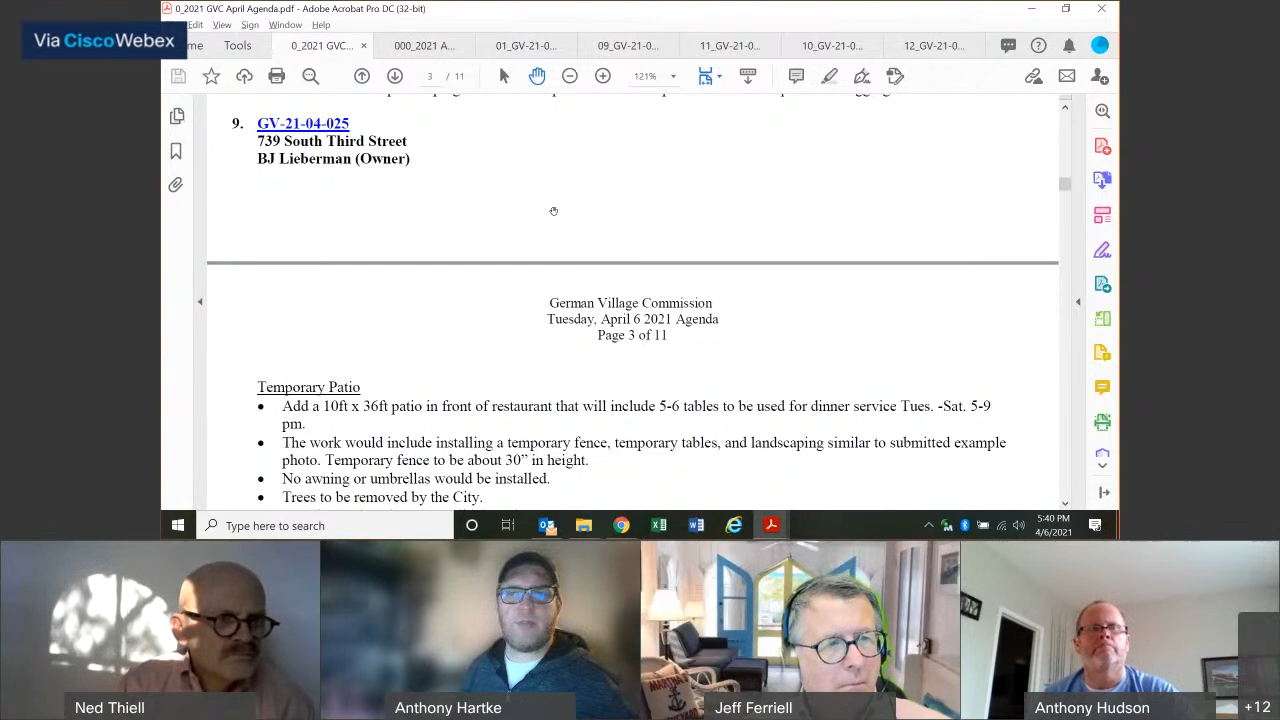 0_2021 GVC April Agenda.pdf - Adobe Acrobat Pro DC (32-bit)
Via Cisco Webex
Edit View Sign Window Help
me Tools 0_2021 GVC... × 000_2021 A... 01_GV-21-0... 09_GV-21-0... 11_GV-21-0... 10_GV-21-0... 12_GV-21-0...
3 / 11 121%
9. GV-21-04-025
739 South Third Street
BJ Lieberman (Owner)
German Village Commission
Tuesday, April 6 2021 Agenda
Page 3 of 11
Temporary Patio
• Add a 10ft x 36ft patio in front of restaurant that will include 5-6 tables to be used for dinner service Tues. -Sat. 5-9
pm.
• The work would include installing a temporary fence, temporary tables, and landscaping similar to submitted example
photo. Temporary fence to be about 30” in height.
• No awning or umbrellas would be installed.
• Trees to be removed by the City.
Type here to search
5:40 PM
4/6/2021
Ned Thiell
Anthony Hartke
Jeff Ferriell
Anthony Hudson
+12